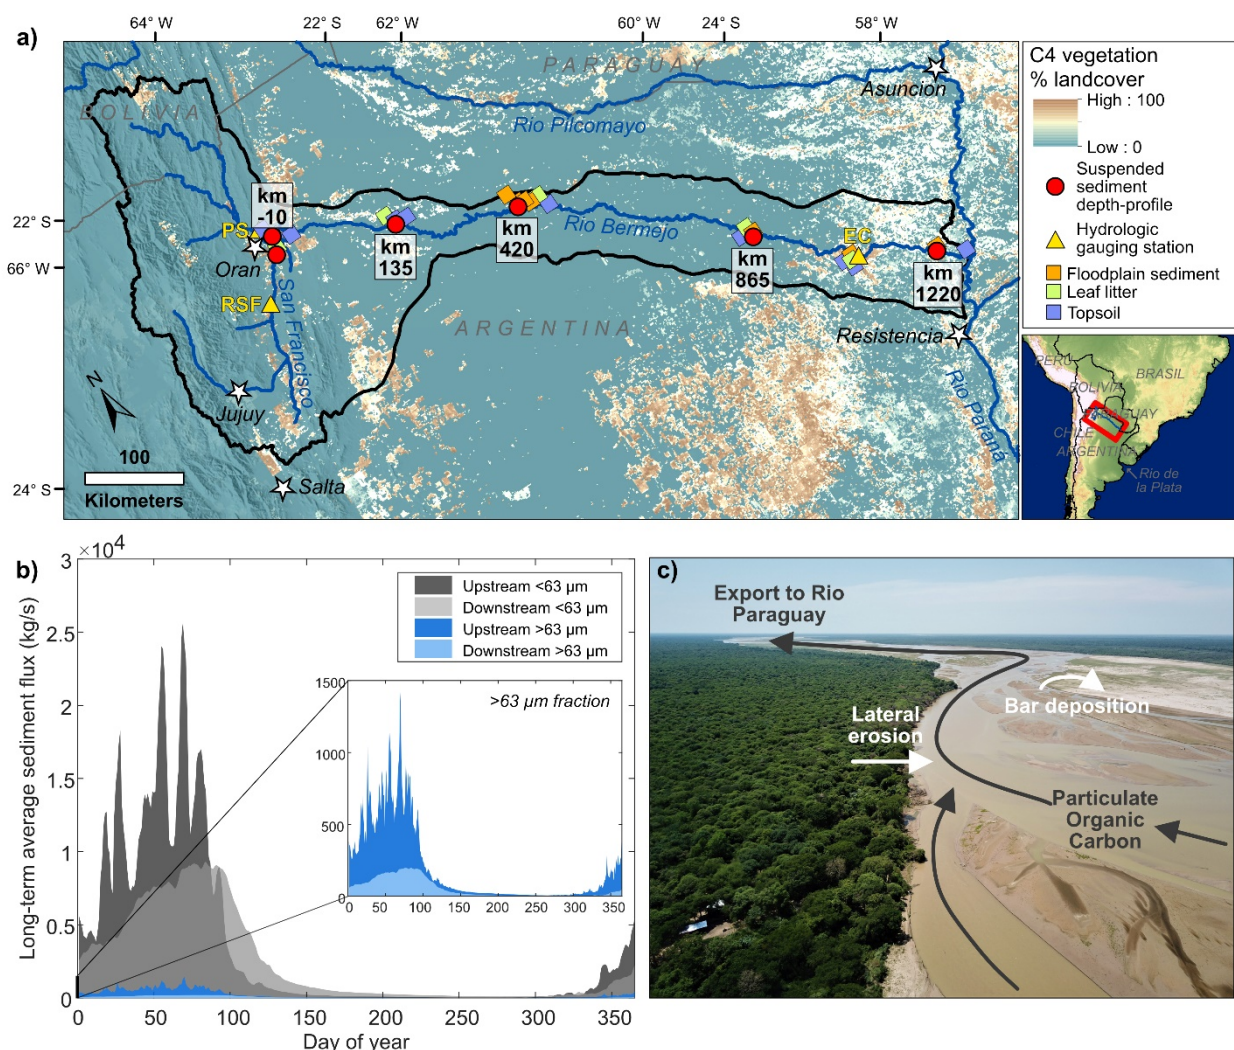 a)
64° W
22° S
62° W
60° W
24° S
58° W
22° S
66° W
24° S
BOLIVIA
PARAGUAY
ARGENTINA
Asuncion
Rio Pilcomayo
Rio Bermejo
San Francisco
Rio Parana
km
-10
km
135
km
420
km
865
km
1220
PS
Oran
RSF
EC
Resistencia
Jujuy
Salta
N
100
Kilometers
C4 vegetation
% landcover
High : 100
Low : 0
Suspended
sediment
depth-profile
Hydrologic
gauging station
Floodplain sediment
Leaf litter
Topsoil
PERU
BRASIL
BOLIVIA
PARAGUAY
CHILE
ARGENTINA
Rio de
la Plata
b)
×10⁴
Long-term average sediment flux (kg/s)
3
2.5
2
1.5
1
0.5
0
0
50
100
150
200
250
300
350
Day of year
Upstream <63 µm
Downstream <63 µm
Upstream >63 µm
Downstream >63 µm
>63 µm fraction
1500
1000
500
0
0
50
100
150
200
250
300
350
c)
Export to Rio
Paraguay
Lateral
erosion
Bar deposition
Particulate
Organic
Carbon